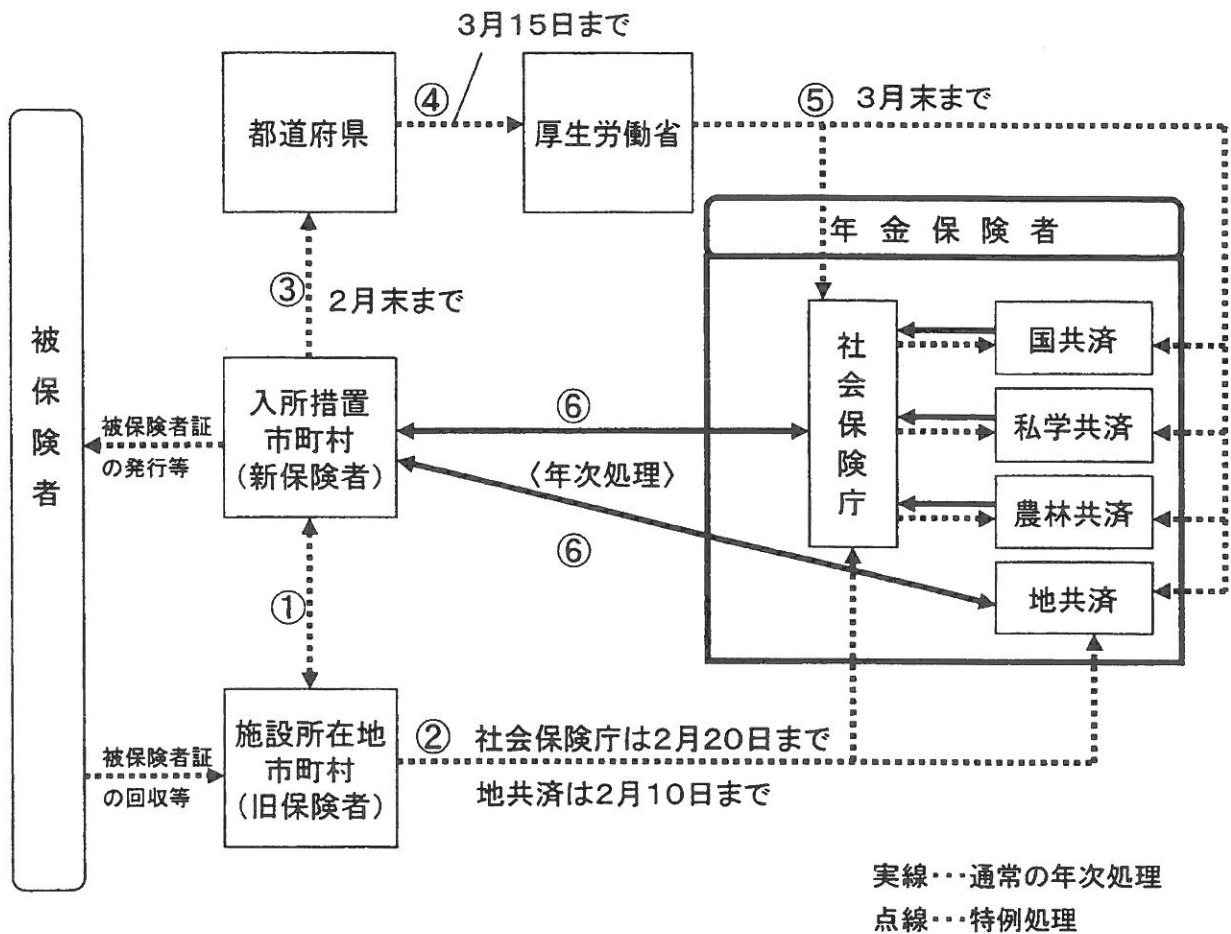 3月15日まで
都道府県
④
厚生労働省
⑤ 3月末まで
年金保険者
③
2月末まで
被保険者
入所措置
市町村
(新保険者)
被保険者証
の発行等
⑥
〈年次処理〉
⑥
社会保険庁
国共済
私学共済
農林共済
地共済
①
施設所在地
市町村
(旧保険者)
被保険者証
の回収等
② 社会保険庁は2月20日まで
地共済は2月10日まで
実線･･･通常の年次処理
点線･･･特例処理